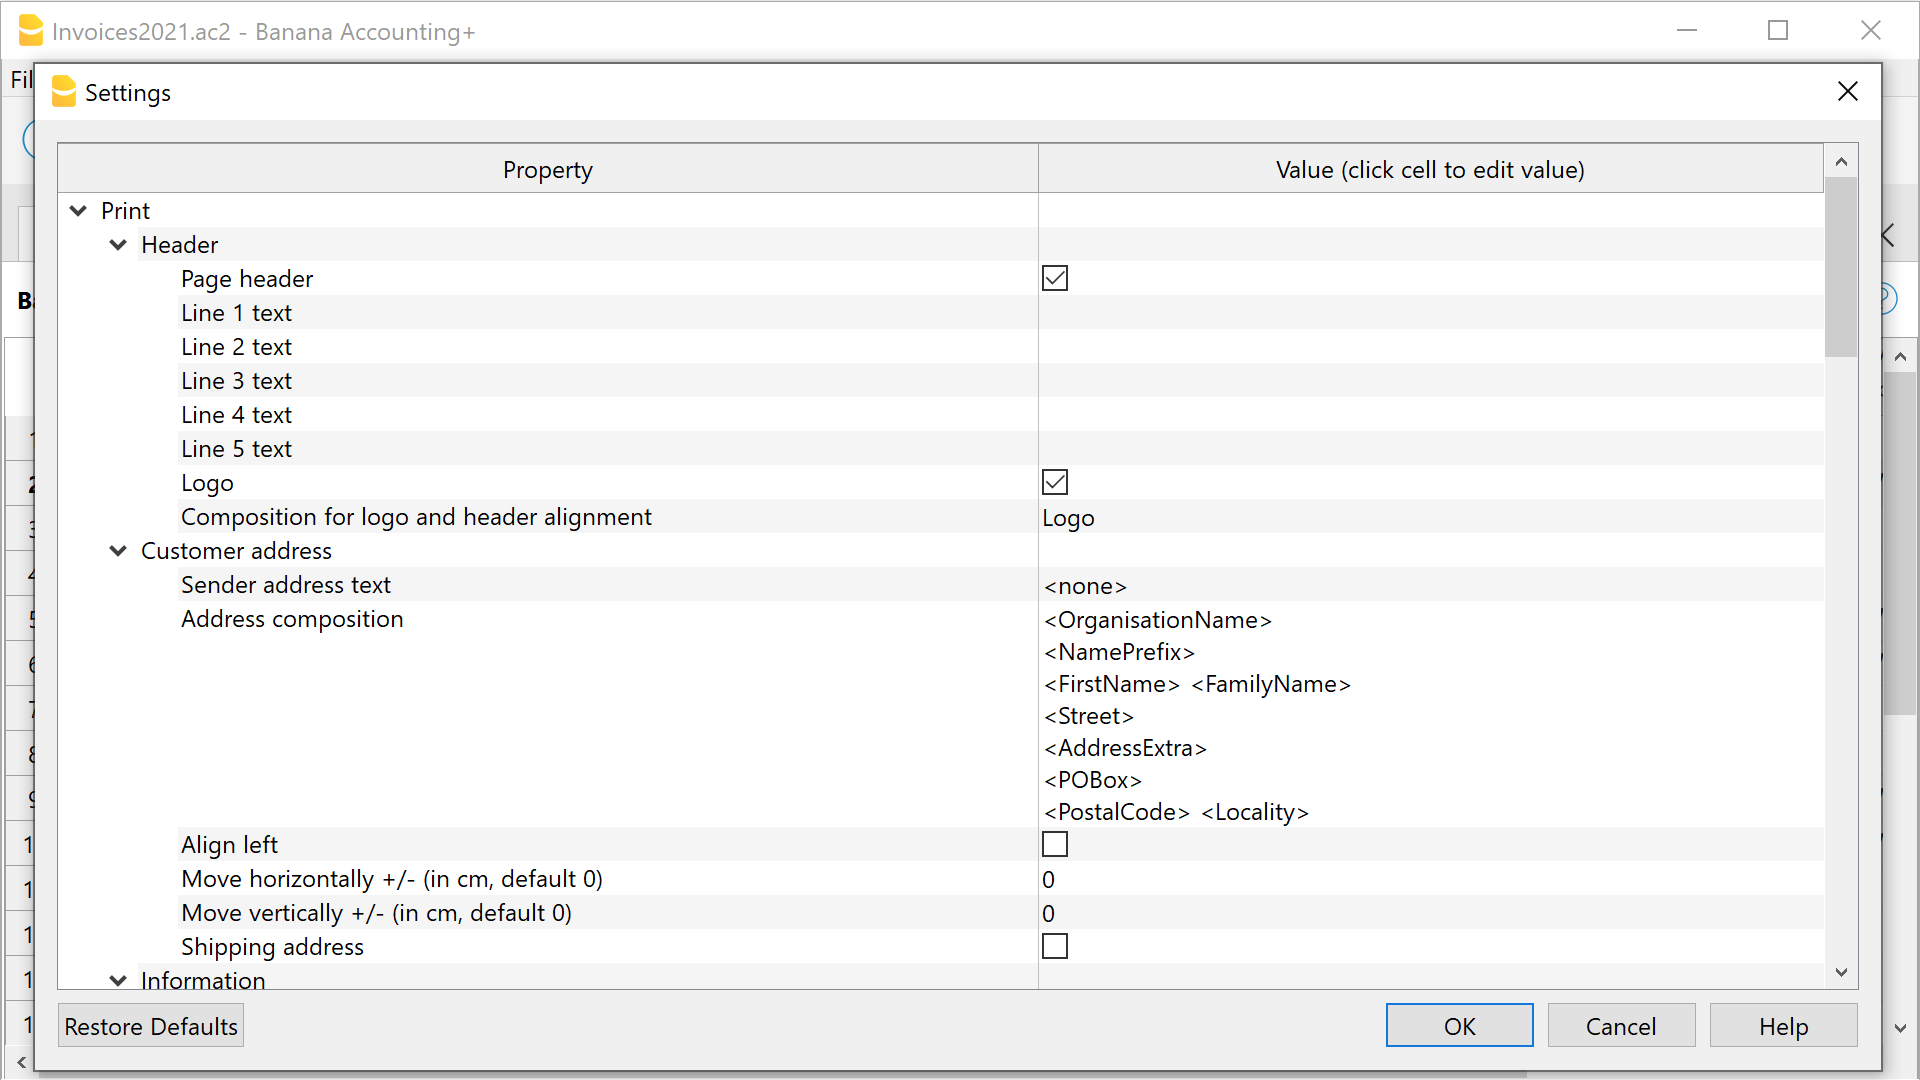 Invoices2021.ac2 - Banana Accounting+
Fil
Settings
Property Value (click cell to edit value)
Print
Header
Page header
Line 1 text
Line 2 text
Line 3 text
Line 4 text
Line 5 text
Logo
Composition for logo and header alignment Logo
Customer address
Sender address text <none>
Address composition <OrganisationName>
<NamePrefix>
<FirstName> <FamilyName>
<Street>
<AddressExtra>
<POBox>
<PostalCode> <Locality>
Align left
Move horizontally +/- (in cm, default 0) 0
Move vertically +/- (in cm, default 0) 0
Shipping address
Information
Restore Defaults OK Cancel Help